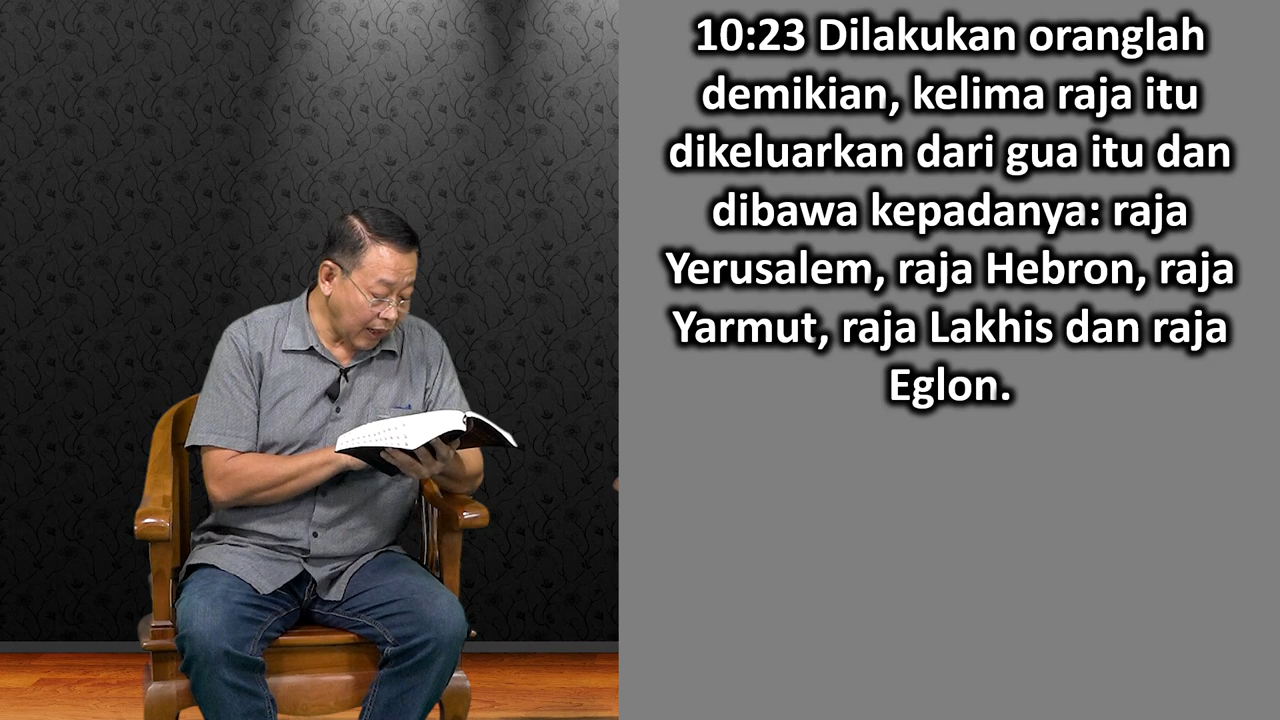 10:23 Dilakukan oranglah
demikian, kelima raja itu
dikeluarkan dari gua itu dan
dibawa kepadanya: raja
Yerusalem, raja Hebron, raja
Yarmut, raja Lakhis dan raja
Eglon.